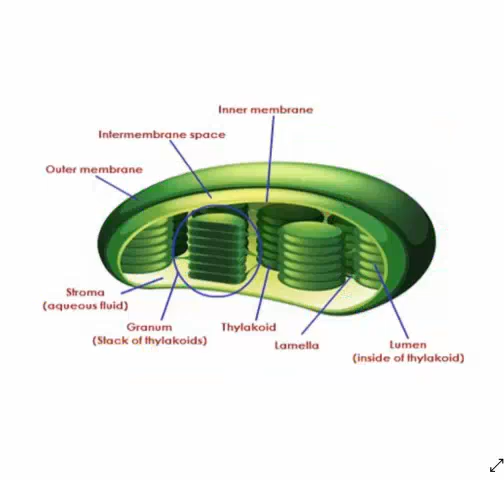 Inner membrane
Intermembrane space
Outer membrane
Stroma
(aqueous fluid)
Granum
(Stack of thylakoids)
Thylakoid
Lamella
Lumen
(inside of thylakoid)